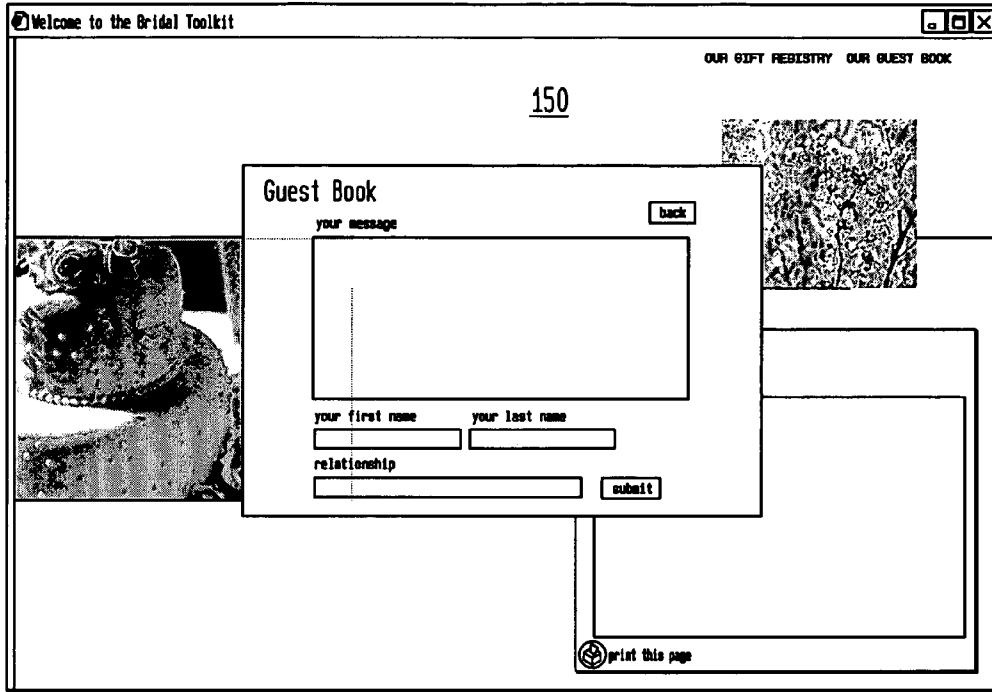 Welcome to the Bridal Toolkit
OUR GIFT REGISTRY OUR GUEST BOOK
150
Guest Book
back
your message
your first name your last name
relationship
submit
print this page